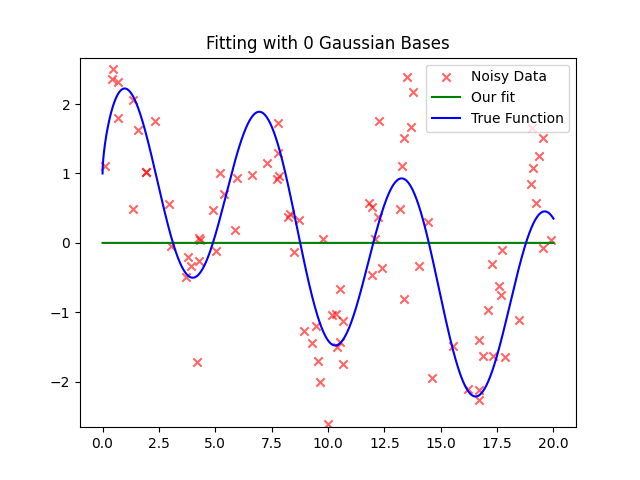 Fitting with 0 Gaussian Bases
Noisy Data
Our fit
True Function
2
1
0
−1
−2
0.0 2.5 5.0 7.5 10.0 12.5 15.0 17.5 20.0